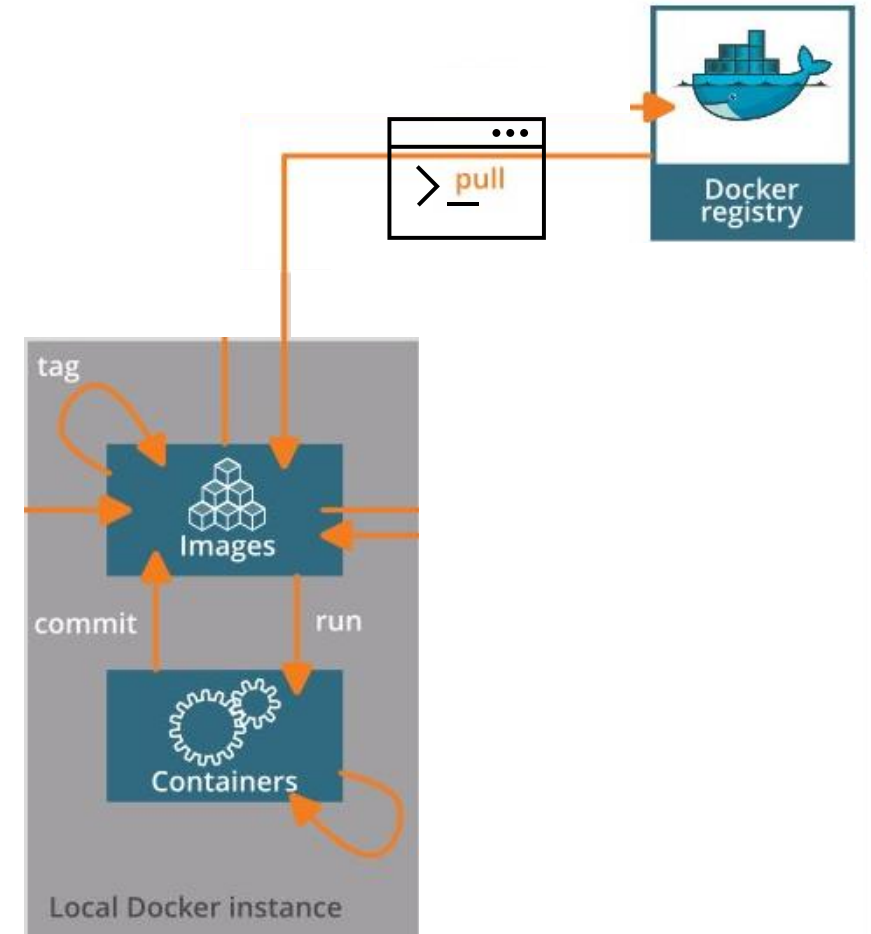 pull
Docker
registry
tag
Images
commit
run
Containers
Local Docker instance